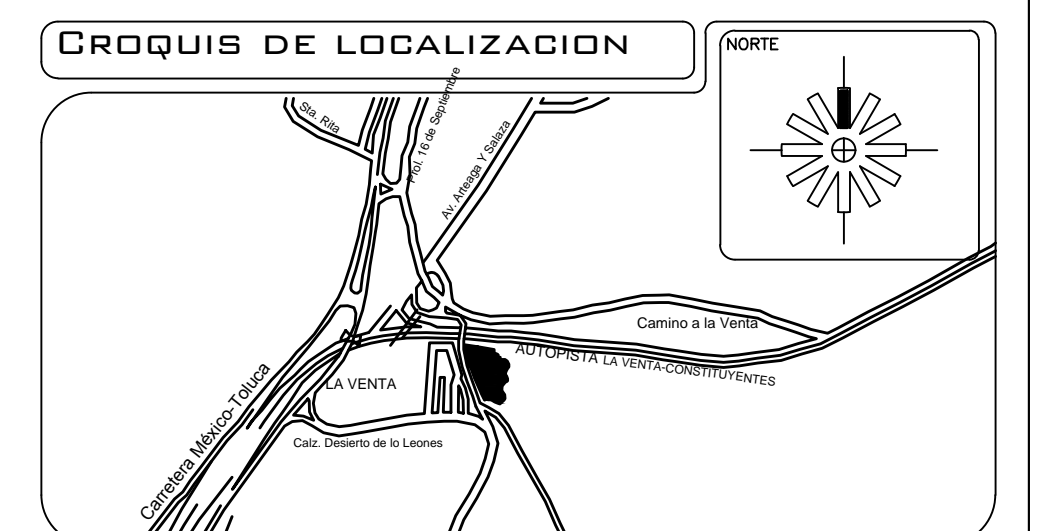 CROQUIS DE LOCALIZACION
NORTE
Sta. Rita
Prol. 16 de Septiembre
Av. Arteaga Y Salaza
Camino a la Venta
AUTOPISTA LA VENTA-CONSTITUYENTES
LA VENTA
Carretera México-Toluca
Calz. Desierto de lo Leones